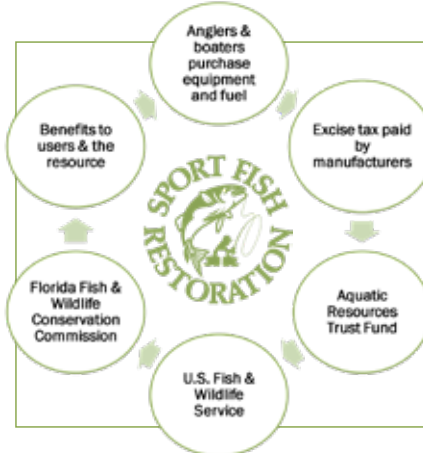 Anglers &
boaters
purchase
equipment
and fuel
Excise tax paid
by
manufacturers
Aquatic
Resources
Trust Fund
U.S. Fish &
Wildlife
Service
Florida Fish &
Wildlife
Conservation
Commission
Benefits to
users & the
resource
SPORT FISH
RESTORATION